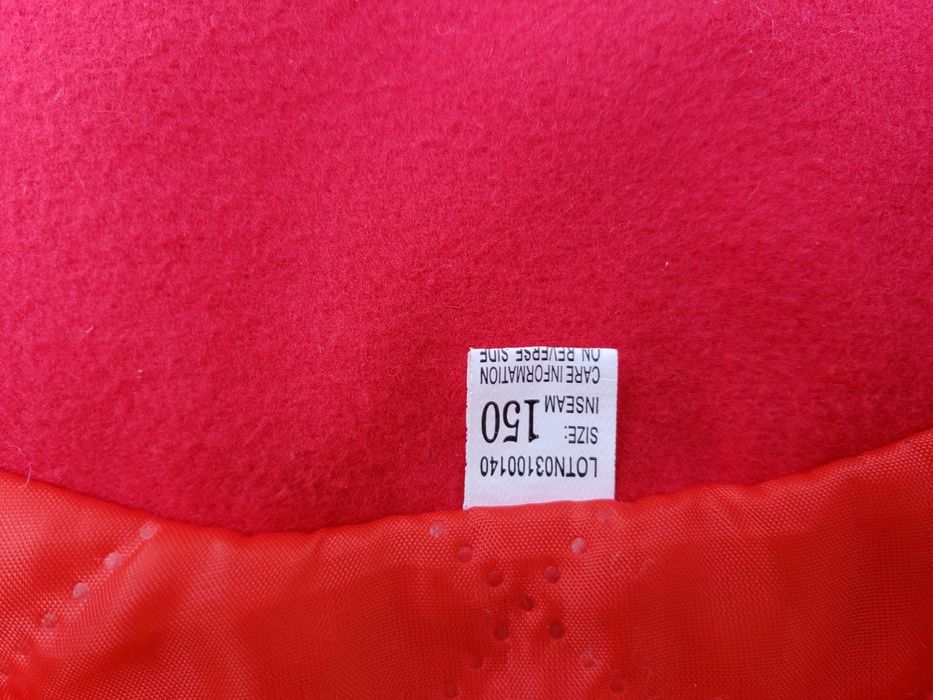 LOTN03100140
SIZE: 150
INSEAM
CARE INFORMATION
ON REVERSE SIDE